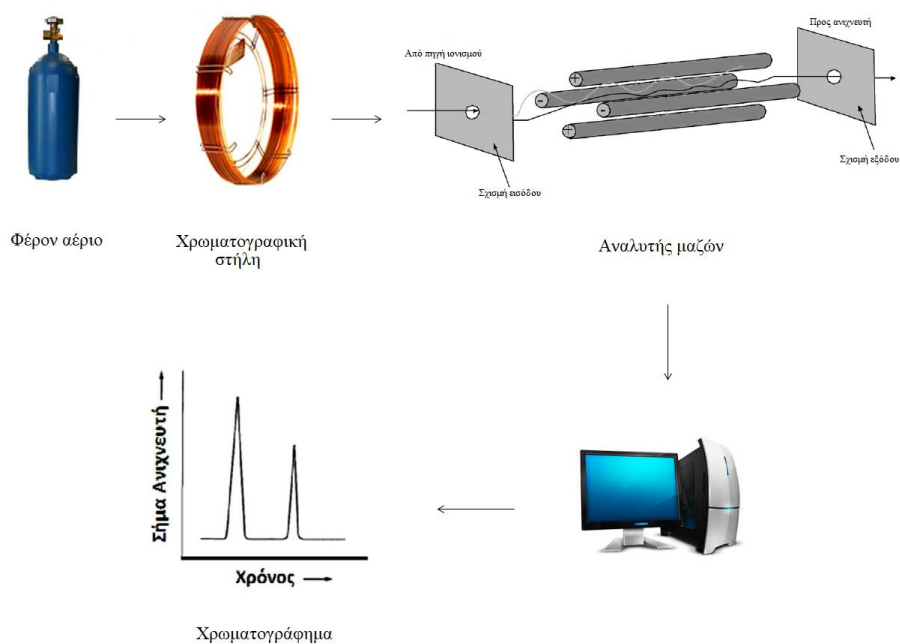 Προς ανιχνευτή
Από πηγή ιονισμού
+
-
-
+
Σχισμή εξόδου
Σχισμή εισόδου
Φέρον αέριο
Χρωματογραφική
στήλη
Αναλυτής μαζών
Σήμα Ανιχνευτή
Χρόνος
Χρωματογράφημα